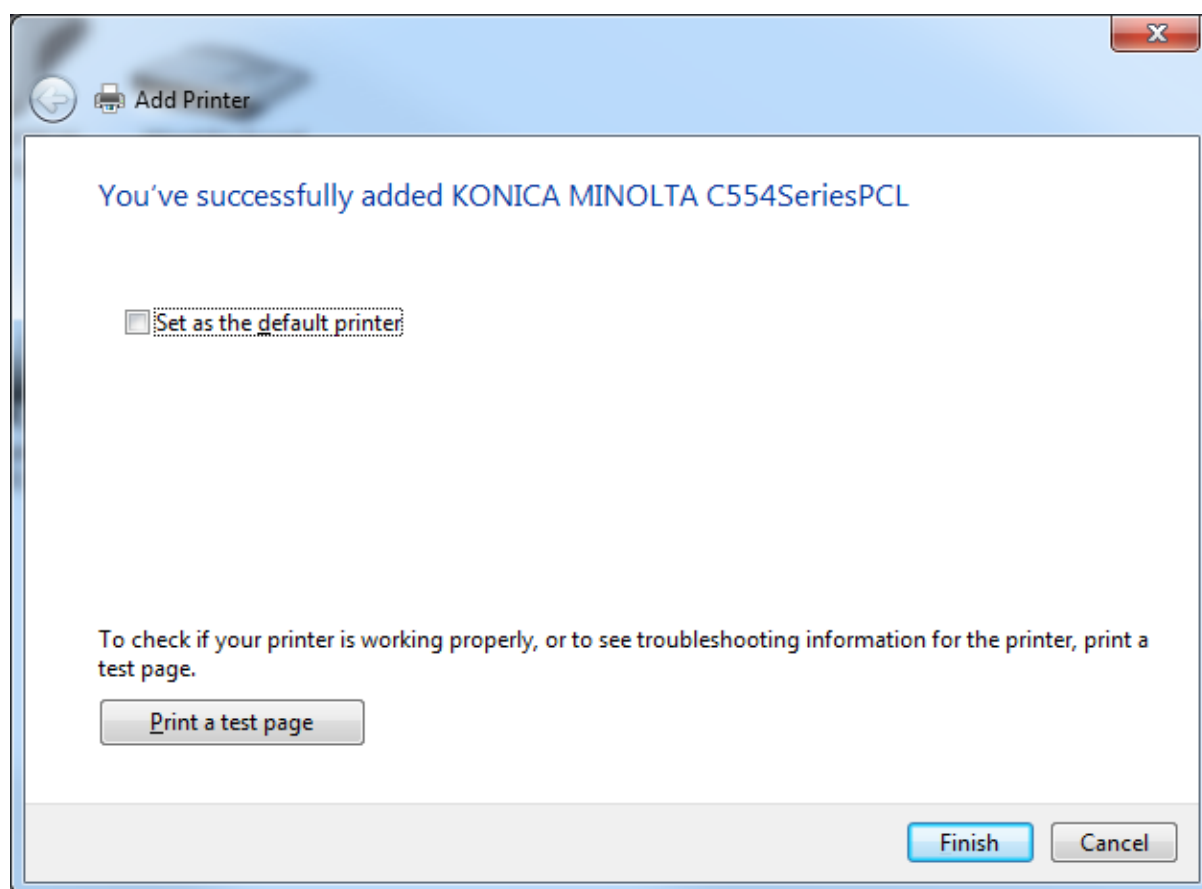 Add Printer
You've successfully added KONICA MINOLTA C554SeriesPCL
Set as the default printer
To check if your printer is working properly, or to see troubleshooting information for the printer, print a
test page.
Print a test page
Finish Cancel